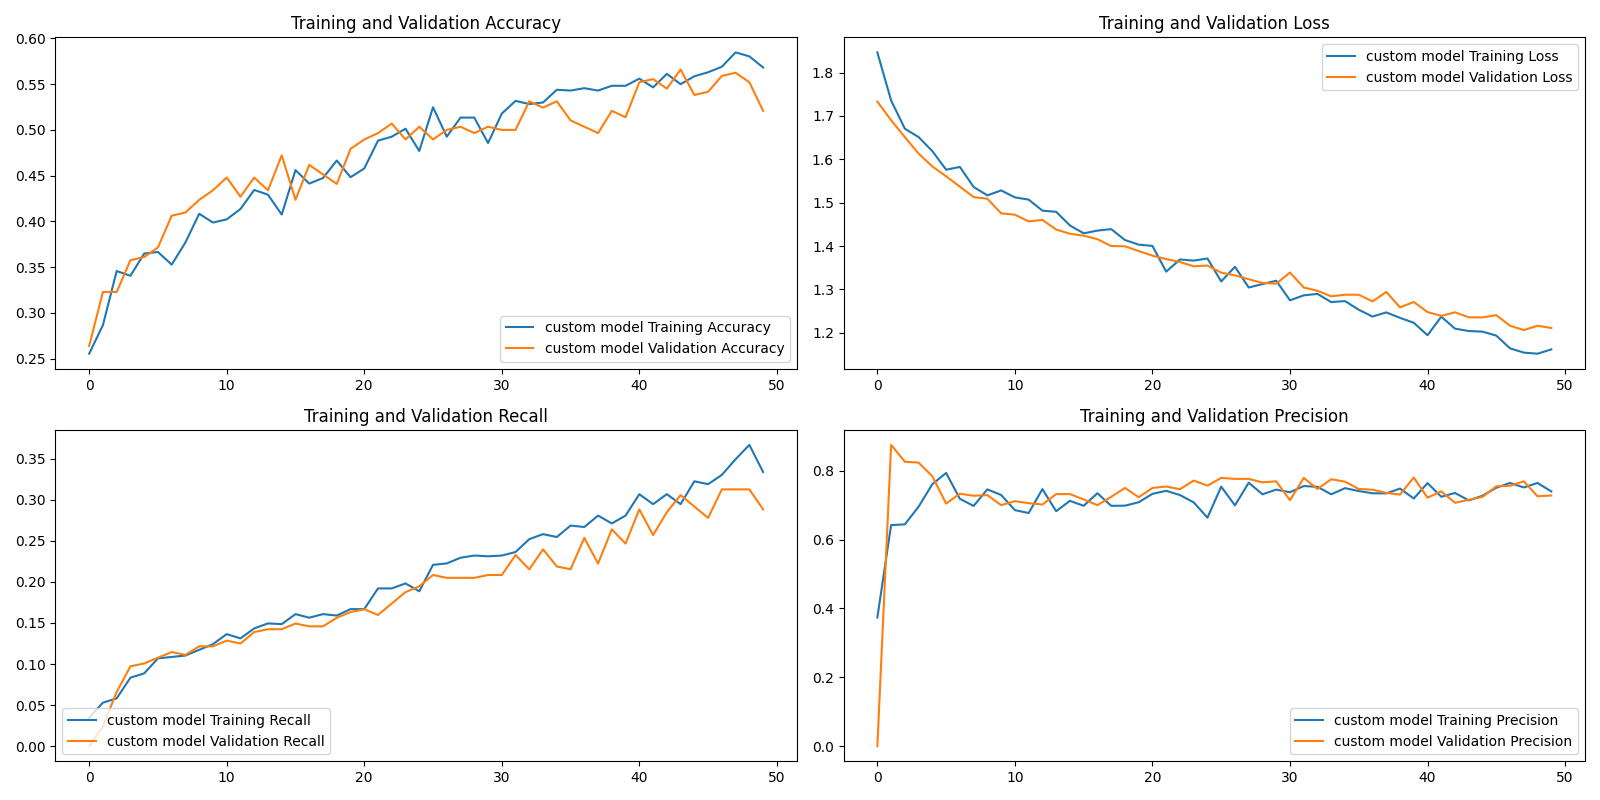 Training and Validation Accuracy
0.60
0.55
0.50
0.45
0.40
0.35
0.30
0.25
custom model Training Accuracy
custom model Validation Accuracy
0 10 20 30 40 50
Training and Validation Loss
custom model Training Loss
custom model Validation Loss
1.8
1.7
1.6
1.5
1.4
1.3
1.2
0 10 20 30 40 50
Training and Validation Recall
0.35
0.30
0.25
0.20
0.15
0.10
0.05
0.00
custom model Training Recall
custom model Validation Recall
0 10 20 30 40 50
Training and Validation Precision
0.8
0.6
0.4
0.2
0.0
custom model Training Precision
custom model Validation Precision
0 10 20 30 40 50